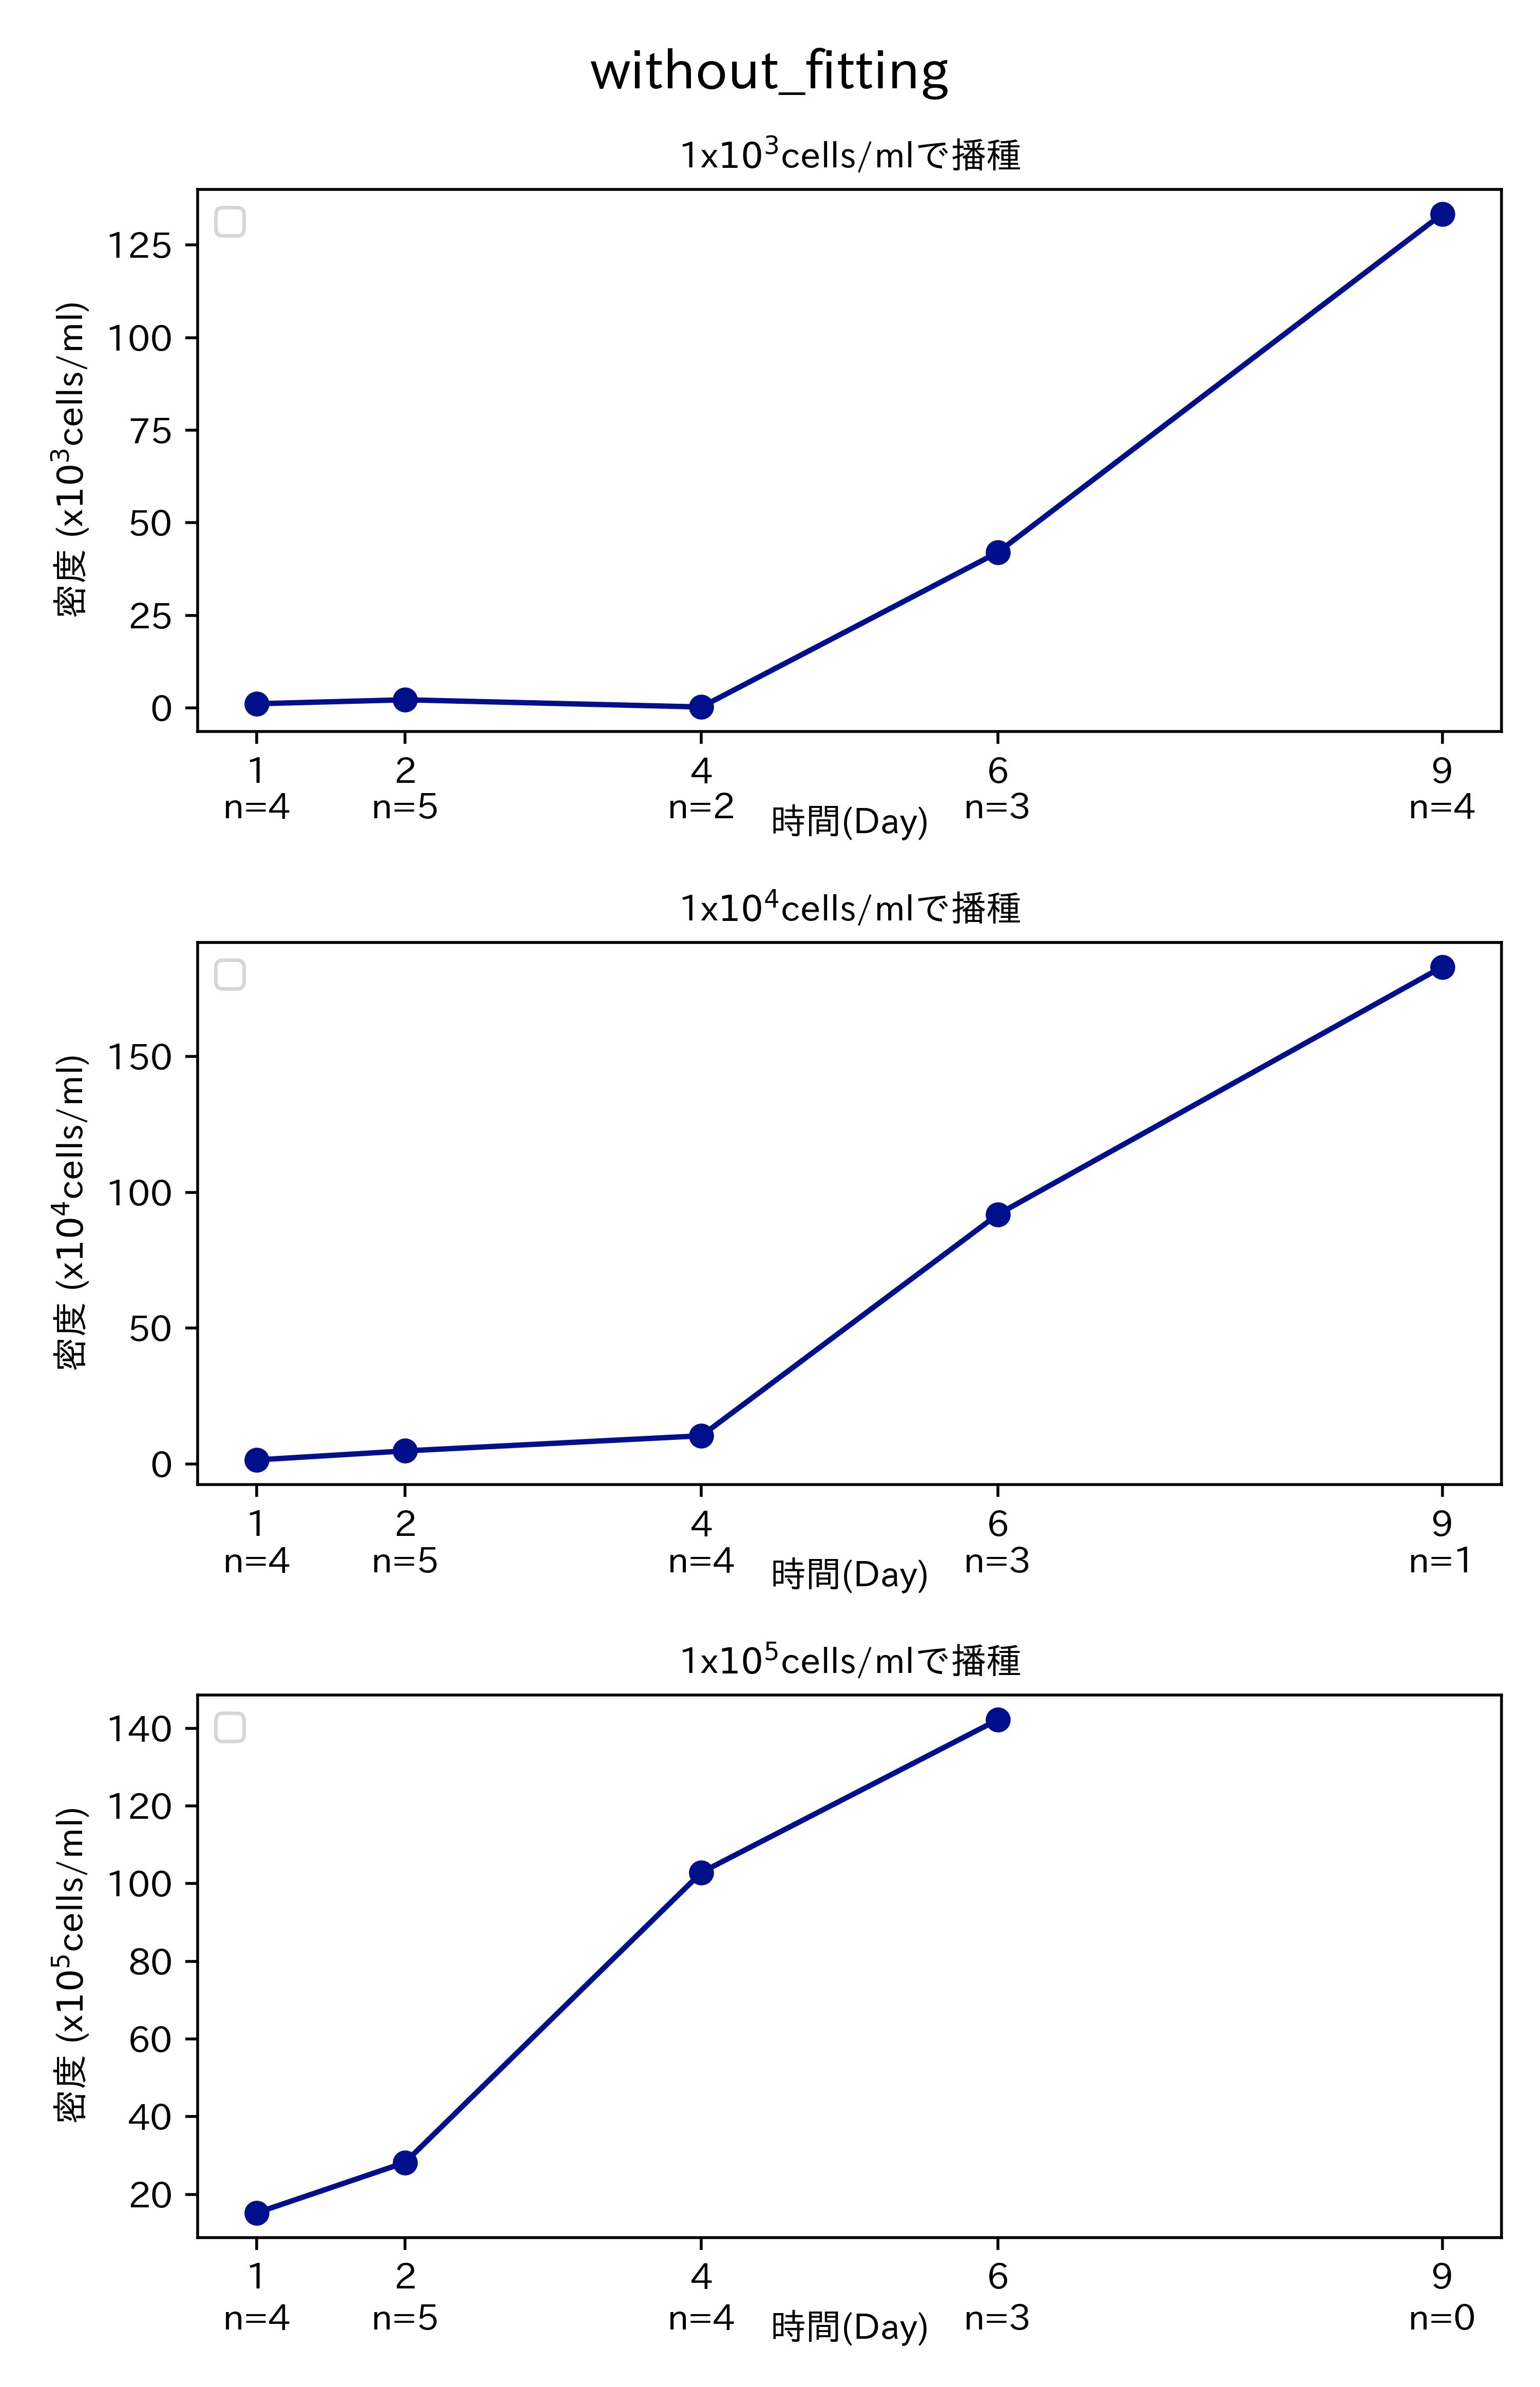 without_fitting
1x10³cells/mlで播種
密度 (x10³cells/ml)
125
100
75
50
25
0
1 2 4 6 9
n=4 n=5 n=2 n=3 n=4
時間(Day)
1x10⁴cells/mlで播種
密度 (x10⁴cells/ml)
150
100
50
0
1 2 4 6 9
n=4 n=5 n=4 n=3 n=1
時間(Day)
1x10⁵cells/mlで播種
密度 (x10⁵cells/ml)
140
120
100
80
60
40
20
1 2 4 6 9
n=4 n=5 n=4 n=3 n=0
時間(Day)